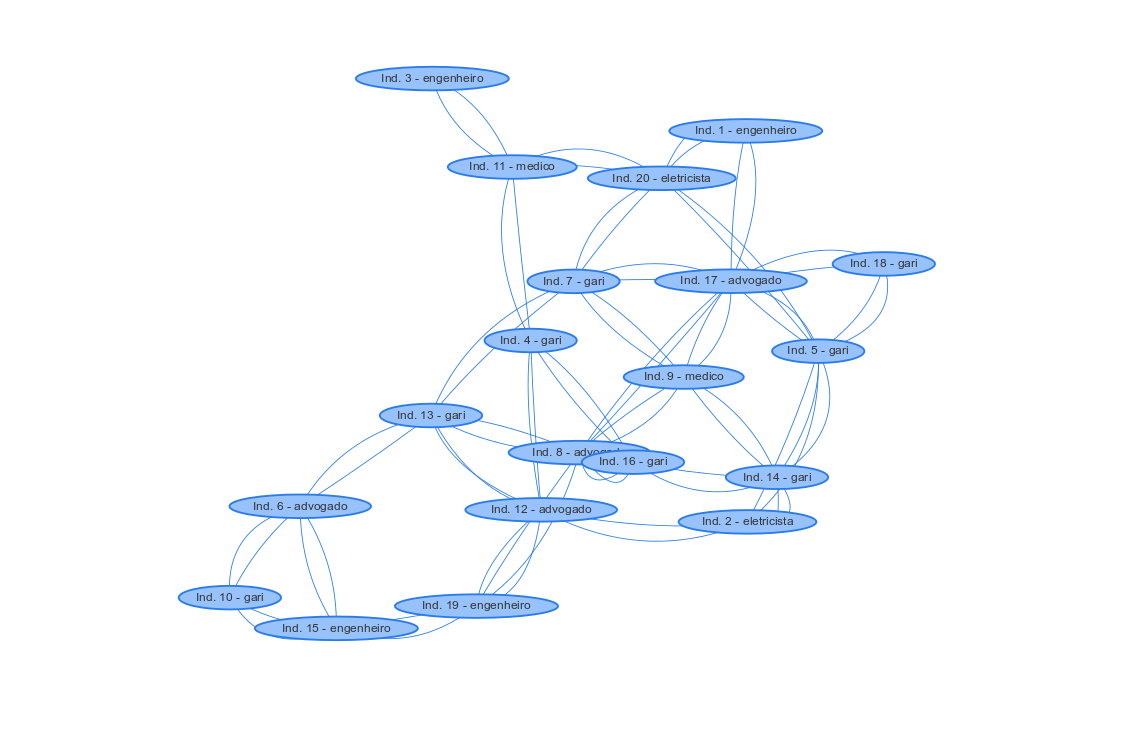 Ind. 3 - engenheiro
Ind. 1 - engenheiro
Ind. 11 - medico
Ind. 20 - eletricista
Ind. 18 - gari
Ind. 7 - gari
Ind. 17 - advogado
Ind. 4 - gari
Ind. 5 - gari
Ind. 9 - medico
Ind. 13 - gari
Ind. 8 -
Ind. 16 - gari
Ind. 14 - gari
Ind. 6 - advogado
Ind. 12 - advogado
Ind. 2 - eletricista
Ind. 10 - gari
Ind. 19 - engenheiro
Ind. 15 - engenheiro